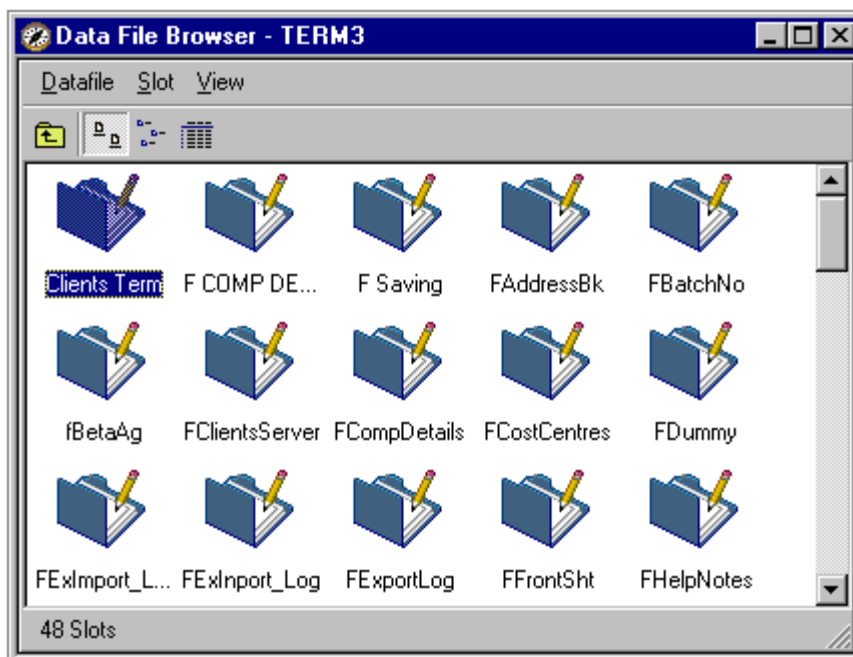 Data File Browser - TERM3
Datafile Slot View
Clients Term F COMP DE... F Saving FAddressBk FBatchNo
fBetaAg FClientsServer FCompDetails FCostCentres FDummy
FExImport_L... FExInport_Log FExportLog FFrontSht FHelpNotes
48 Slots